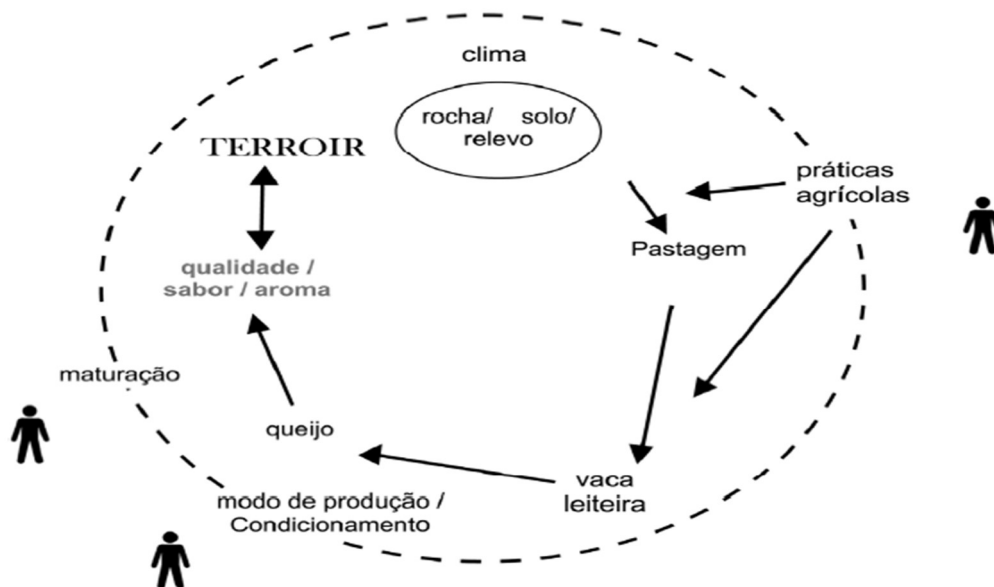 clima
rocha/ solo/
relevo
TERROIR
práticas
agrícolas
Pastagem
qualidade /
sabor / aroma
maturação
queijo
vaca
leiteira
modo de produção /
Condicionamento